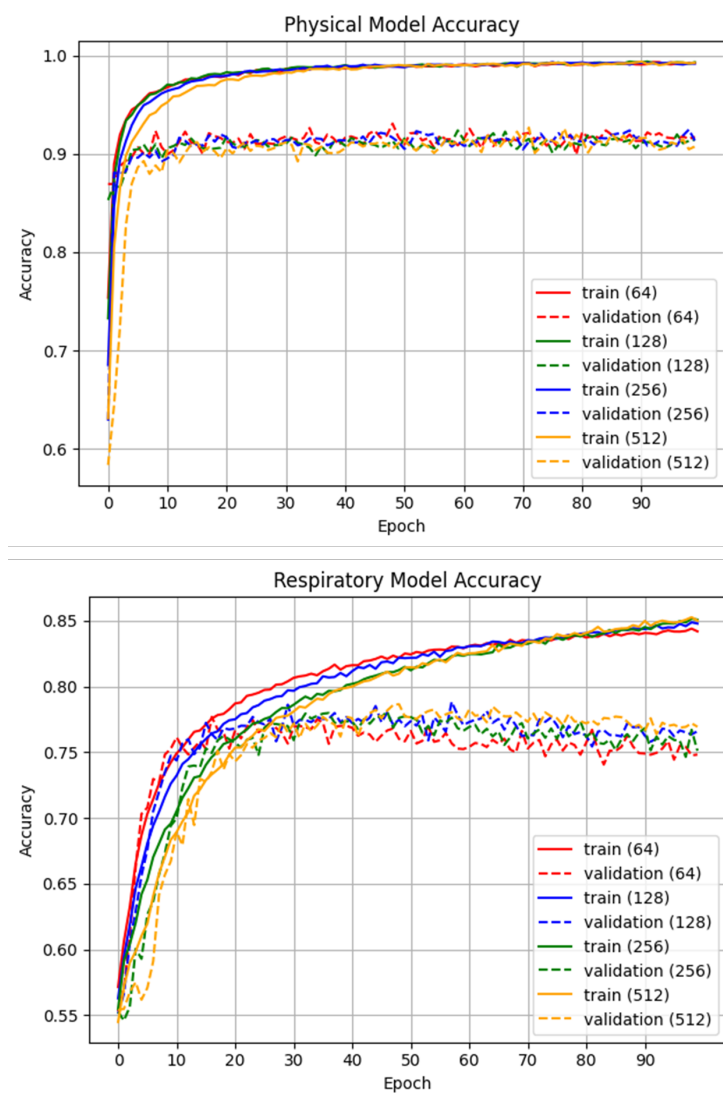 Physical Model Accuracy
1.0
0.9
0.8
0.7
0.6
Accuracy
train (64)
validation (64)
train (128)
validation (128)
train (256)
validation (256)
train (512)
validation (512)
0 10 20 30 40 50 60 70 80 90
Epoch
Respiratory Model Accuracy
0.85
0.80
0.75
0.70
0.65
0.60
0.55
Accuracy
train (64)
validation (64)
train (128)
validation (128)
train (256)
validation (256)
train (512)
validation (512)
0 10 20 30 40 50 60 70 80 90
Epoch